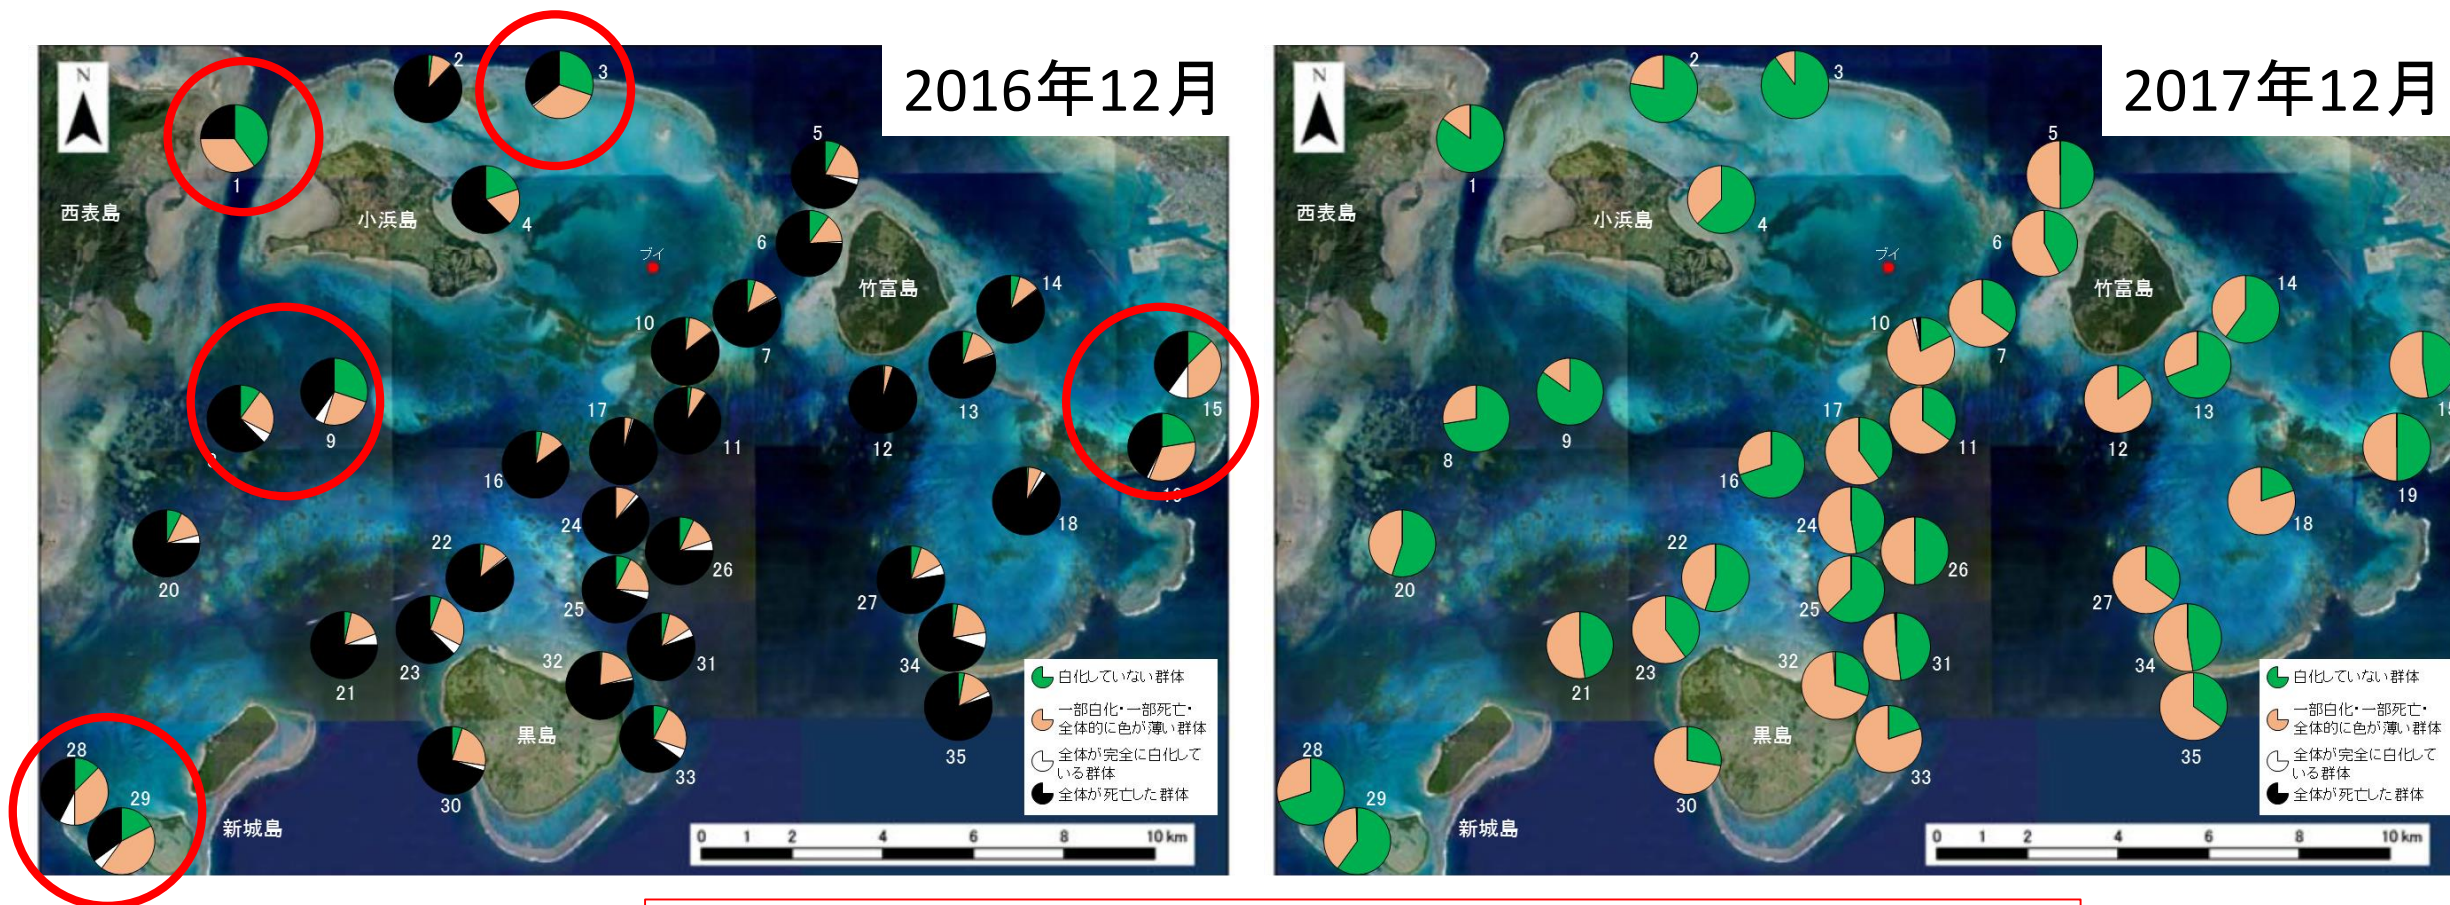 2016年12月
N
1
2
3
4
5
6
7
8
9
10
11
12
13
14
15
16
17
18
19
20
21
22
23
24
25
26
27
28
29
30
31
32
33
34
35
西表島
小浜島
ブイ
竹富島
黒島
新城島
白化していない群体
一部白化・一部死亡・
全体的に色が薄い群体
全体が完全に白化して
いる群体
全体が死亡した群体
0 1 2 4 6 8 10 km
2017年12月
N
1
2
3
4
5
6
7
8
9
10
11
12
13
14
15
16
17
18
19
20
21
22
23
24
25
26
27
28
29
30
31
32
33
34
35
西表島
小浜島
ブイ
竹富島
黒島
新城島
白化していない群体
一部白化・一部死亡・
全体的に色が薄い群体
全体が完全に白化して
いる群体
全体が死亡した群体
0 1 2 4 6 8 10 km